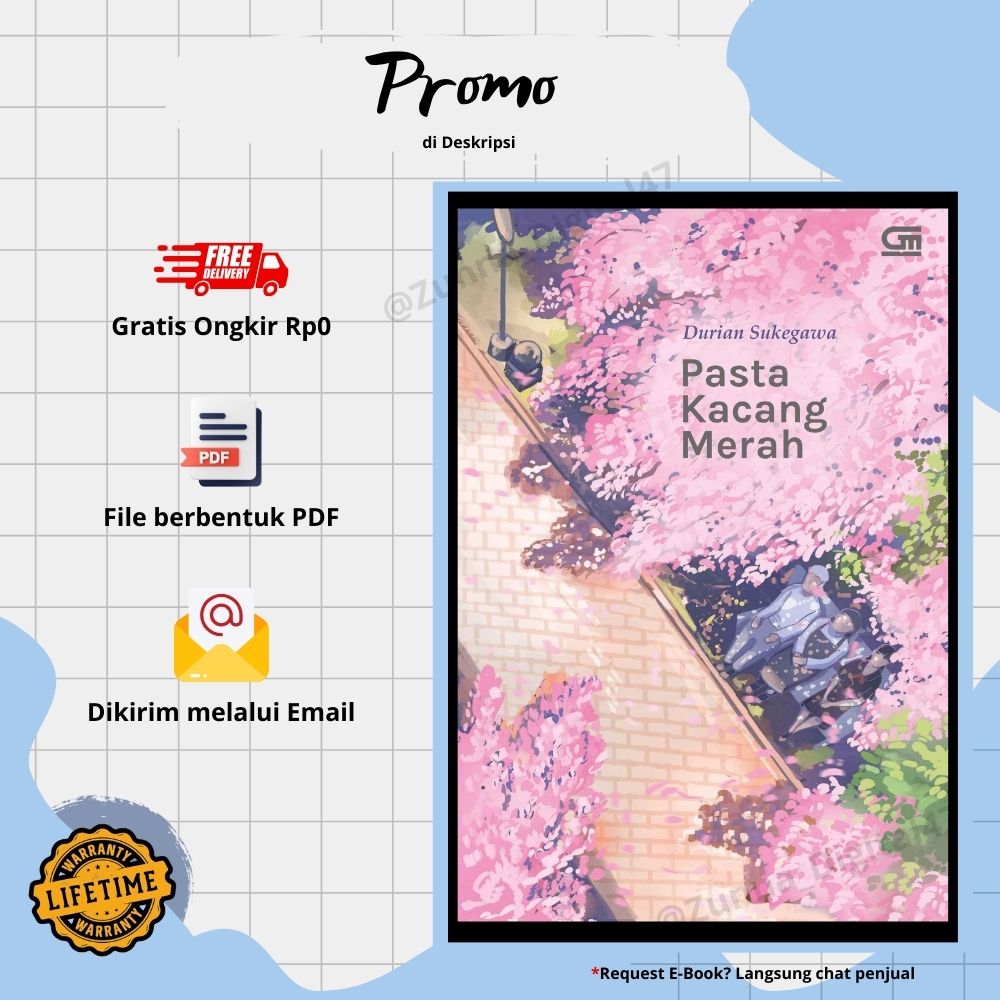 Promo
di Deskripsi
FREE
DELIVERY
Gratis Ongkir Rp0
PDF
File berbentuk PDF
@
Dikirim melalui Email
WARRANTY
LIFETIME
WARRANTY
GM
Durian Sukegawa
Pasta
Kacang
Merah
*Request E-Book? Langsung chat penjual